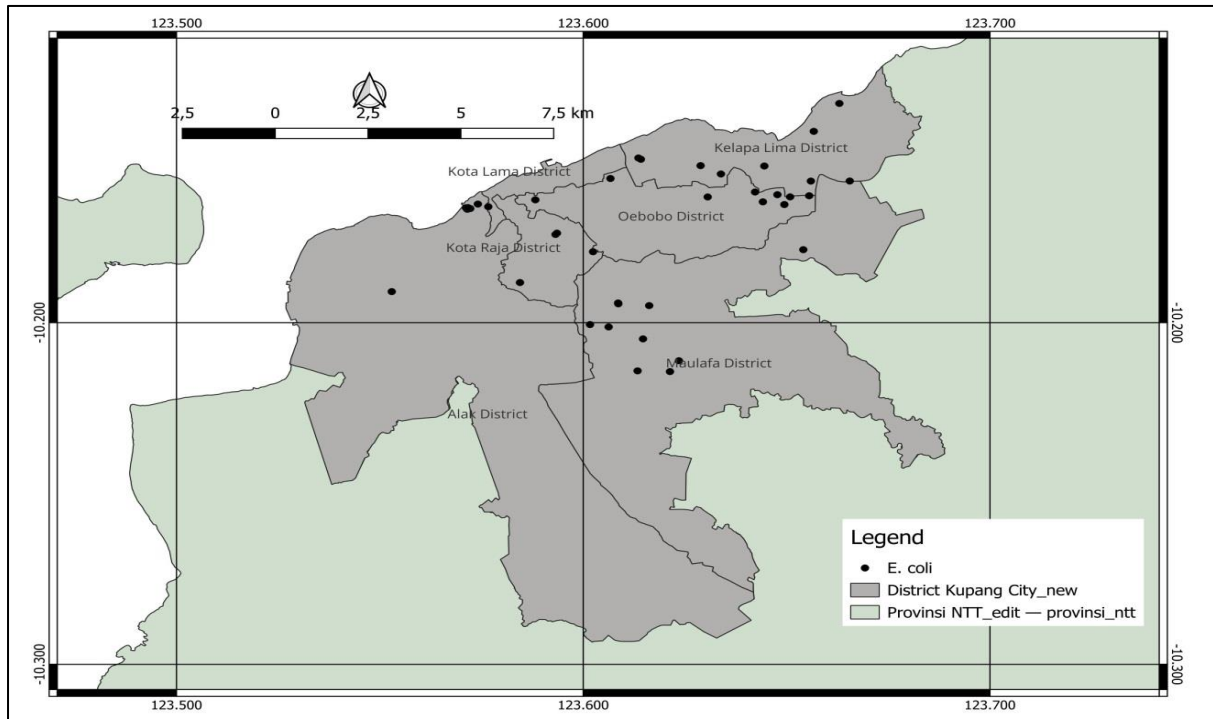 123.500 123.600 123.700
2,5 0 2,5 5 7,5 km
Kelapa Lima District
Kota Lama District
Oebobo District
Kota Raja District
-10.200 -10.200
Maulafa District
Alak District
Legend
E. coli
District Kupang City_new
Provinsi NTT_edit — provinsi_ntt
-10.300 -10.300
123.500 123.600 123.700